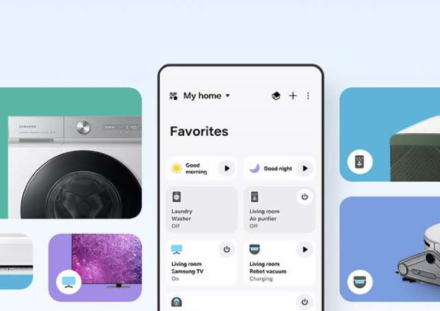 SAMSUNG
My home
Favorites
Good
morning
Good night
Laundry
Washer
Off
Living room
Air purifier
Off
Living room
Samsung TV
On
Living room
Robot vacuum
Charging